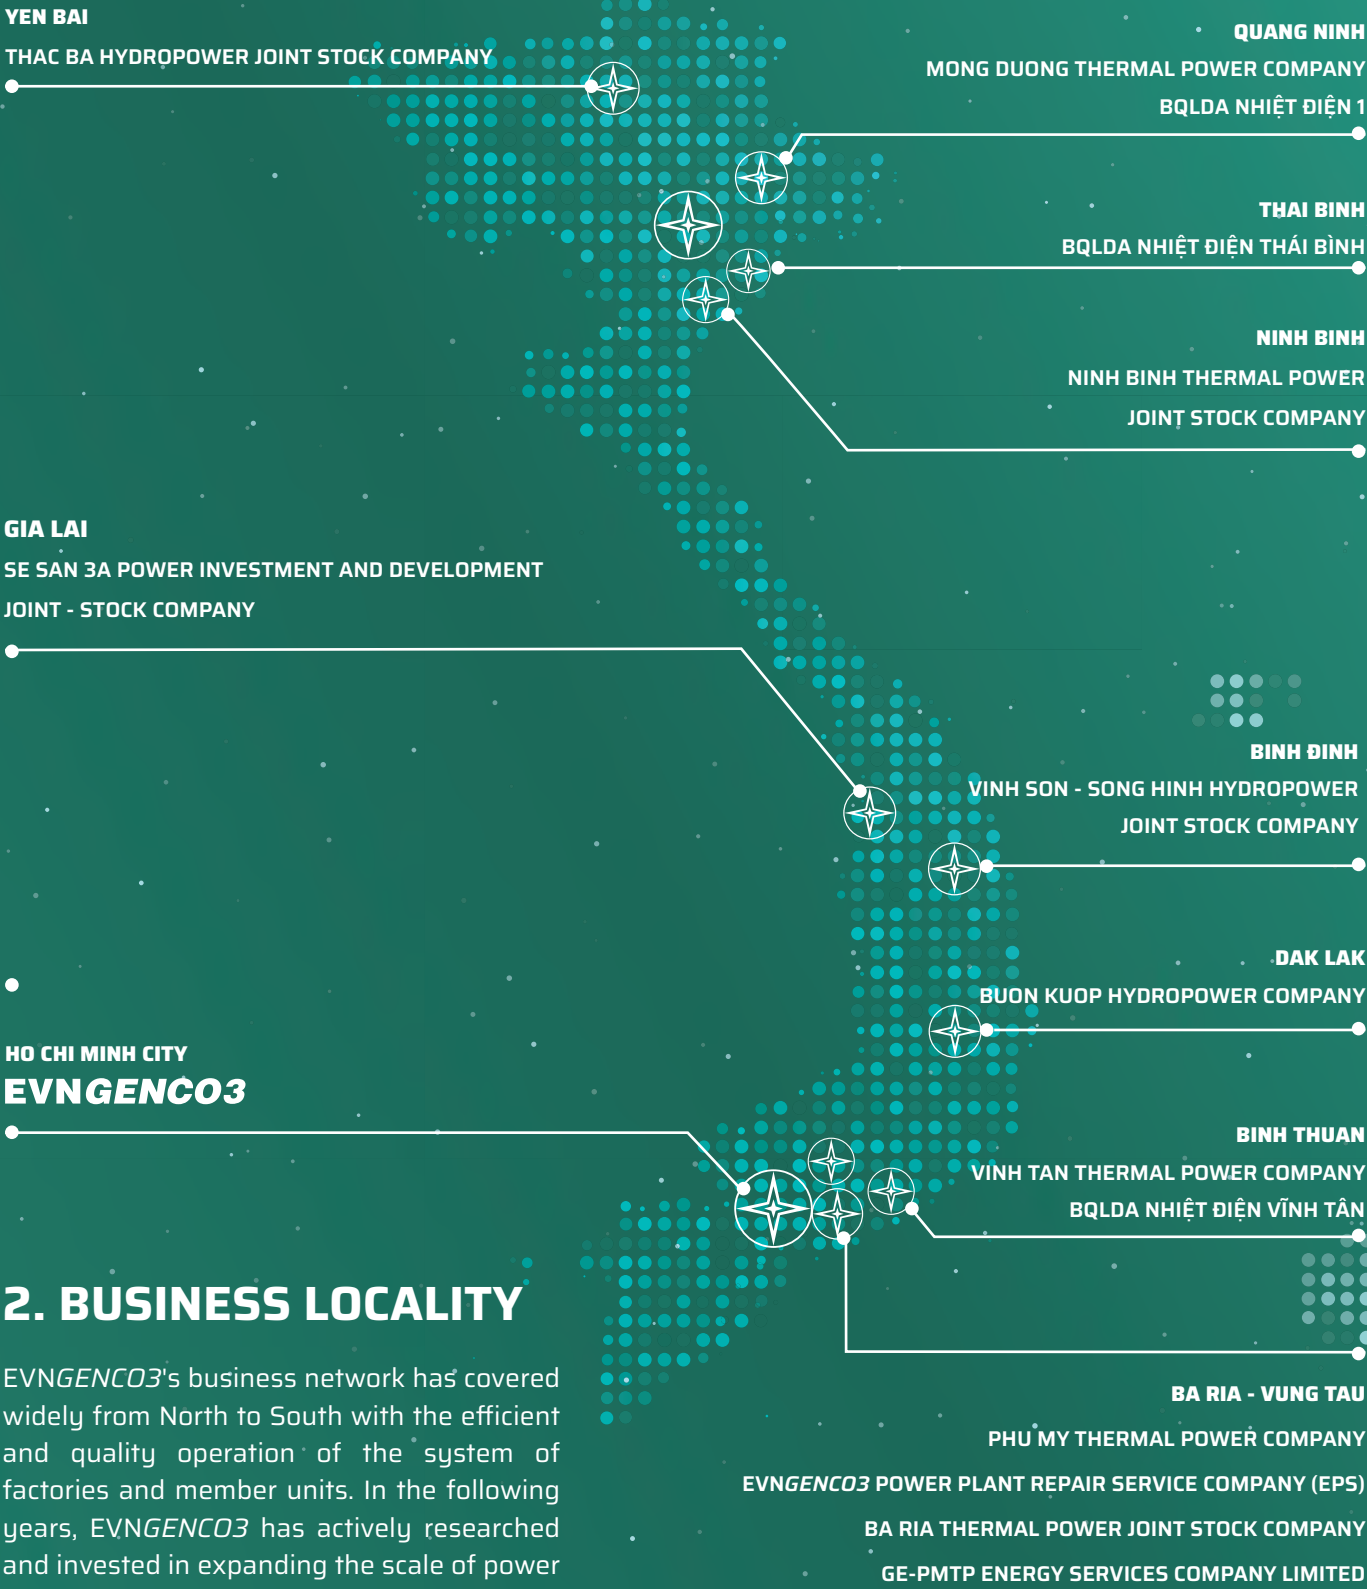 YEN BAI
THAC BA HYDROPOWER JOINT STOCK COMPANY
QUANG NINH
MONG DUONG THERMAL POWER COMPANY
BQLDA NHIỆT ĐIỆN 1
THAI BINH
BQLDA NHIỆT ĐIỆN THÁI BÌNH
NINH BINH
NINH BINH THERMAL POWER
JOINT STOCK COMPANY
GIA LAI
SE SAN 3A POWER INVESTMENT AND DEVELOPMENT
JOINT - STOCK COMPANY
BINH ĐINH
VINH SON - SONG HINH HYDROPOWER
JOINT STOCK COMPANY
DAK LAK
BUON KUOP HYDROPOWER COMPANY
HO CHI MINH CITY
EVNGENCO3
BINH THUAN
VINH TAN THERMAL POWER COMPANY
BQLDA NHIỆT ĐIỆN VĨNH TÂN
BA RIA - VUNG TAU
PHU MY THERMAL POWER COMPANY
EVNGENCO3 POWER PLANT REPAIR SERVICE COMPANY (EPS)
BA RIA THERMAL POWER JOINT STOCK COMPANY
GE-PMTP ENERGY SERVICES COMPANY LIMITED
2. BUSINESS LOCALITY
EVNGENCO3's business network has covered
widely from North to South with the efficient
and quality operation of the system of
factories and member units. In the following
years, EVNGENCO3 has actively researched
and invested in expanding the scale of power